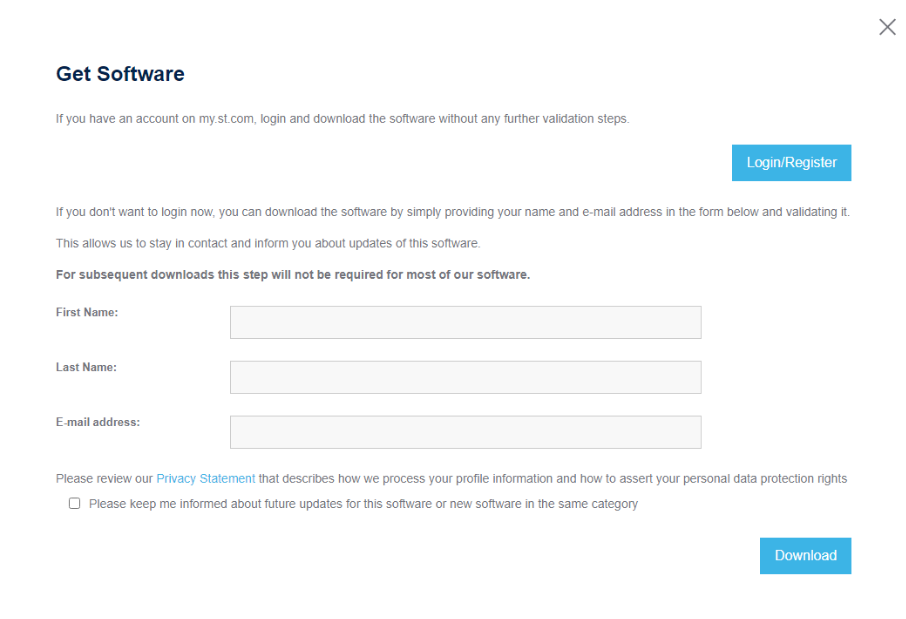 Get Software
If you have an account on my.st.com, login and download the software without any further validation steps.
Login/Register
If you don't want to login now, you can download the software by simply providing your name and e-mail address in the form below and validating it.
This allows us to stay in contact and inform you about updates of this software.
For subsequent downloads this step will not be required for most of our software.
First Name:
Last Name:
E-mail address:
Please review our Privacy Statement that describes how we process your profile information and how to assert your personal data protection rights
Please keep me informed about future updates for this software or new software in the same category
Download